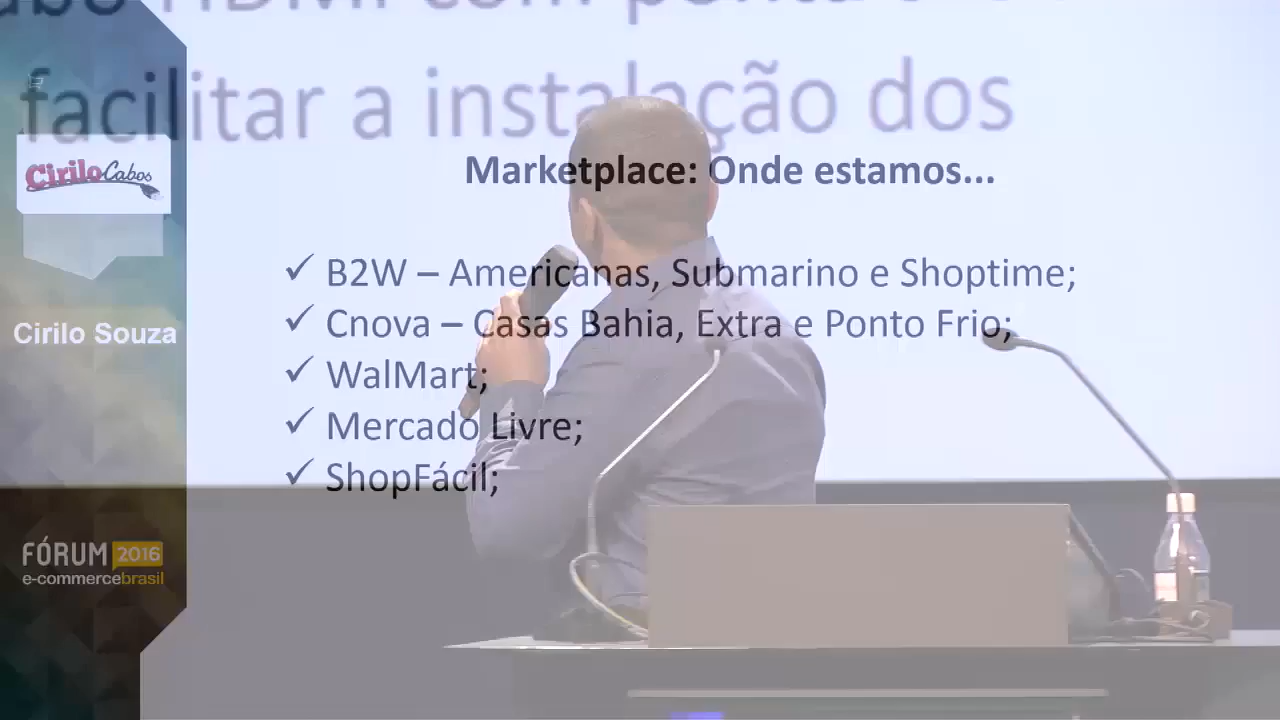 facilitar a instalação dos
Marketplace: Onde estamos...
CiriloCabos
B2W – Americanas, Submarino e Shoptime;
Cnova – Casas Bahia, Extra e Ponto Frio;
Cirilo Souza
WalMart;
Mercado Livre;
ShopFácil;
FÓRUM 2016
e-commercebrasil